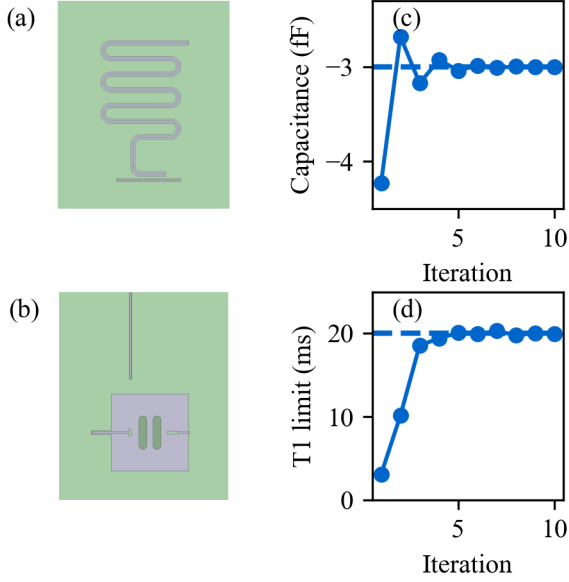 (a)
(c)
Capacitance (fF)
−3
−4
5
10
Iteration
(b)
(d)
T1 limit (ms)
20
10
0
5
10
Iteration